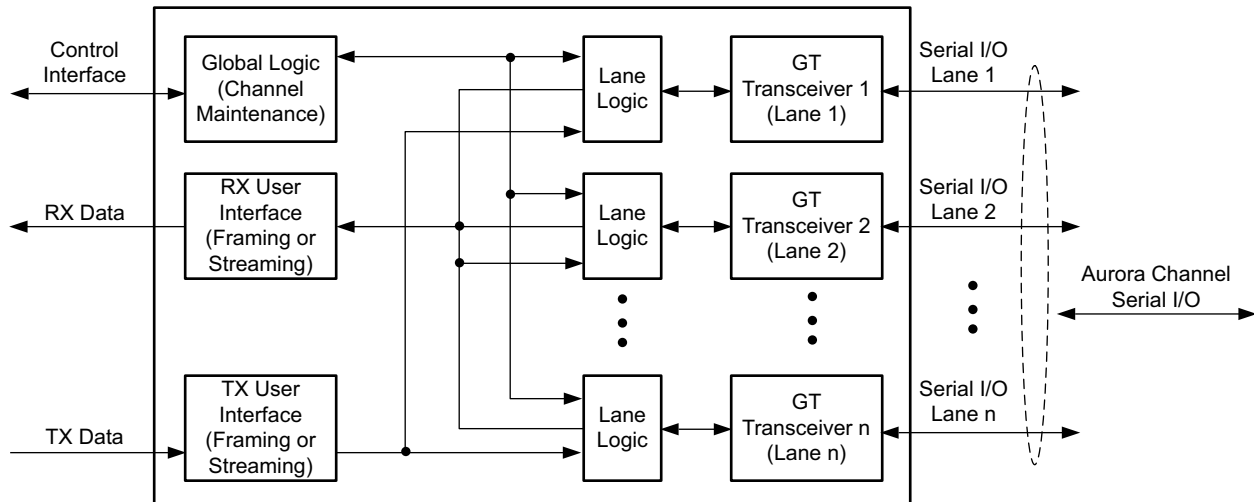 Control
Interface
Global Logic
(Channel
Maintenance)
Lane
Logic
GT
Transceiver 1
(Lane 1)
Serial I/O
Lane 1
RX Data
RX User
Interface
(Framing or
Streaming)
Lane
Logic
GT
Transceiver 2
(Lane 2)
Serial I/O
Lane 2
Aurora Channel
Serial I/O
TX Data
TX User
Interface
(Framing or
Streaming)
Lane
Logic
GT
Transceiver n
(Lane n)
Serial I/O
Lane n